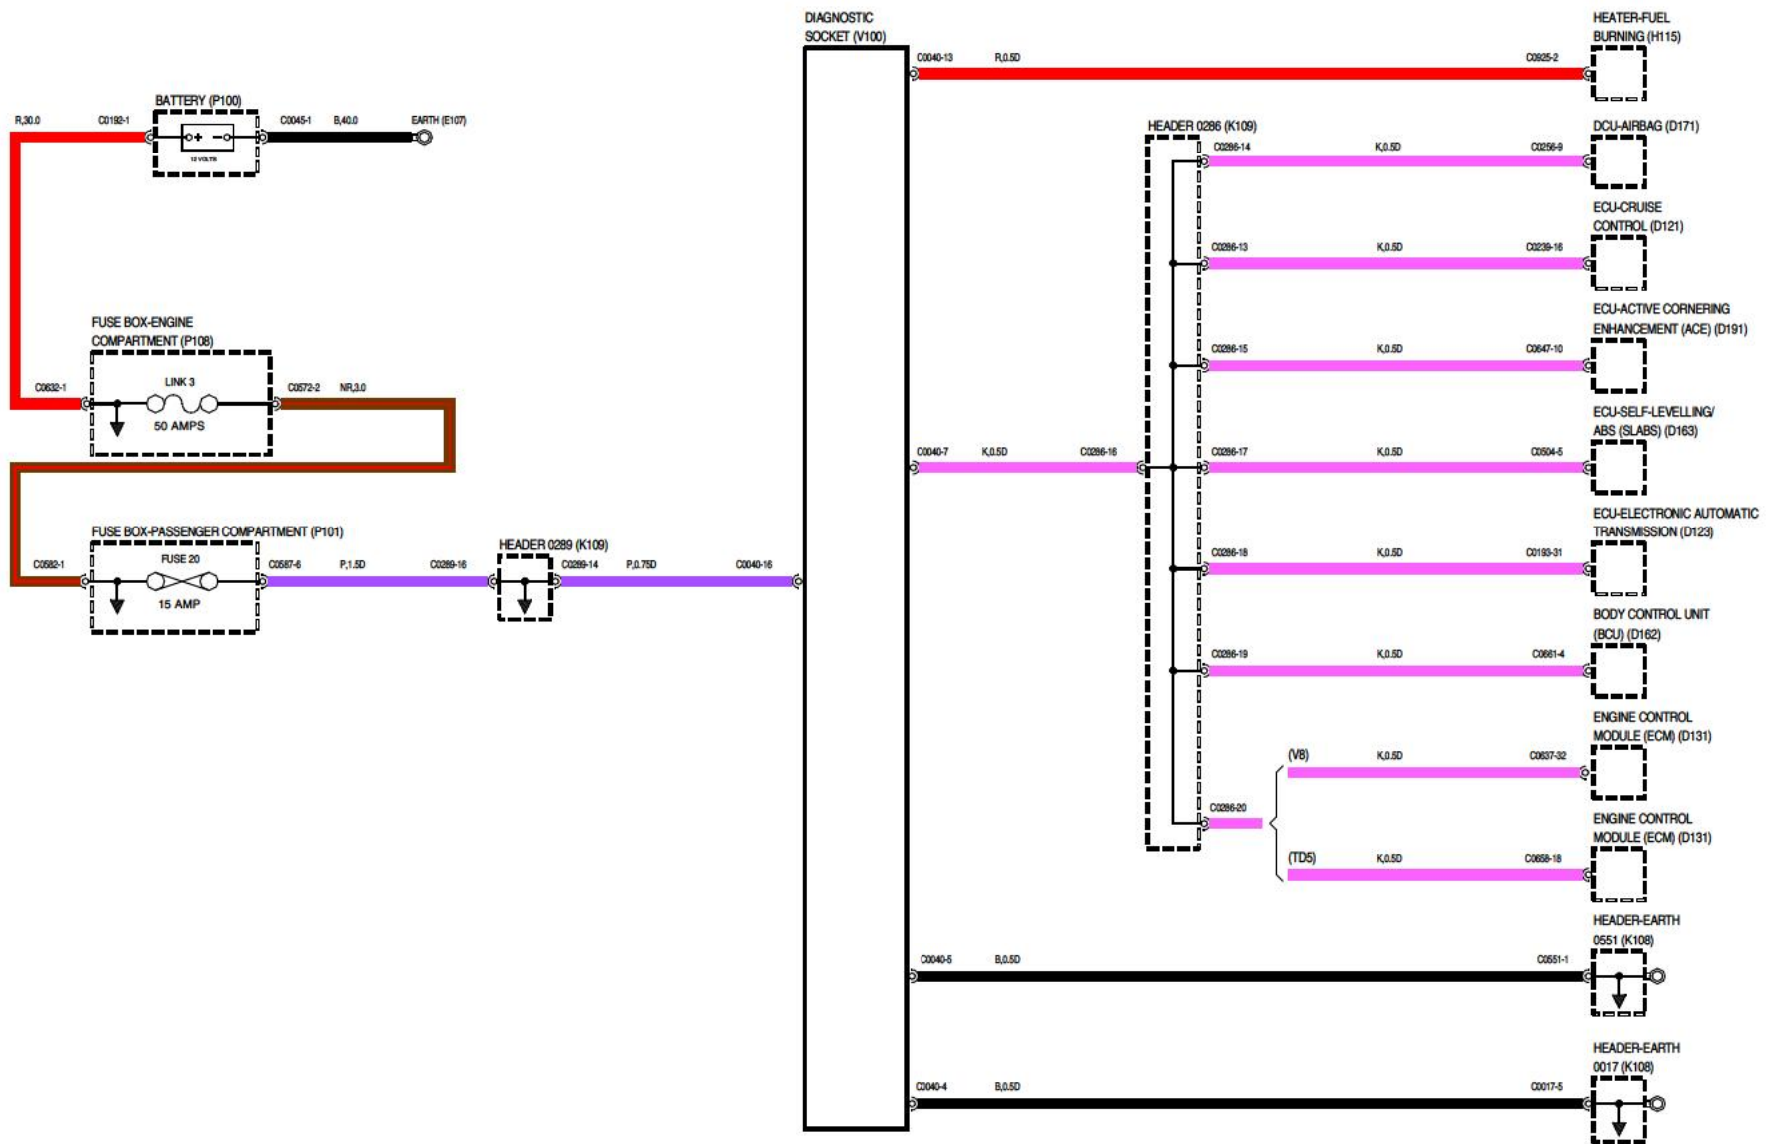 DIAGNOSTIC
SOCKET (V100)
HEATER-FUEL
BURNING (H115)
C0040-13 R,0.5D C0925-2
BATTERY (P100)
R,30.0 C0192-1 C0045-1 B,40.0 EARTH (E107)
+ -
12 VOLTS
HEADER 0286 (K109)
DCU-AIRBAG (D171)
C0286-14 K,0.5D C0256-9
ECU-CRUISE
CONTROL (D121)
C0286-13 K,0.5D C0239-16
ECU-ACTIVE CORNERING
ENHANCEMENT (ACE) (D191)
C0286-15 K,0.5D C0647-10
FUSE BOX-ENGINE
COMPARTMENT (P108)
C0632-1 LINK 3 C0572-2 NR,3.0
50 AMPS
ECU-SELF-LEVELLING/
ABS (SLABS) (D163)
C0040-7 K,0.5D C0286-16 C0286-17 K,0.5D C0504-5
ECU-ELECTRONIC AUTOMATIC
TRANSMISSION (D123)
C0286-18 K,0.5D C0193-31
FUSE BOX-PASSENGER COMPARTMENT (P101)
HEADER 0289 (K109)
C0582-1 FUSE 20 C0587-6 P,1.5D C0289-16 C0289-14 P,0.75D C0040-16
15 AMP
BODY CONTROL UNIT
(BCU) (D162)
C0286-19 K,0.5D C0661-4
ENGINE CONTROL
MODULE (ECM) (D131)
(V8) K,0.5D C0637-32
C0286-20
ENGINE CONTROL
MODULE (ECM) (D131)
(TD5) K,0.5D C0658-18
HEADER-EARTH
0551 (K108)
C0040-5 B,0.5D C0551-1
HEADER-EARTH
0017 (K108)
C0040-4 B,0.5D C0017-5